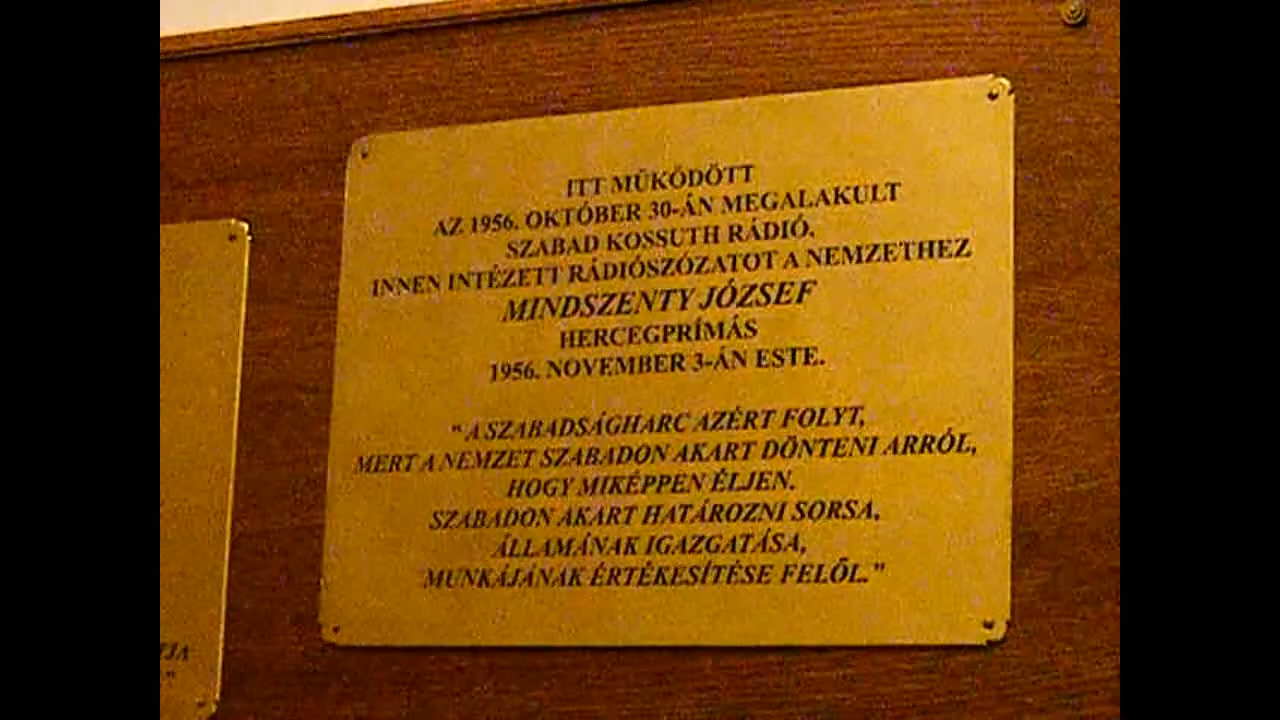 ITT MŰKÖDÖTT
AZ 1956. OKTÓBER 30-ÁN MEGALAKULT
SZABAD KOSSUTH RÁDIÓ.
INNEN INTÉZETT RÁDIÓSZÓZATOT A NEMZETHEZ
MINDSZENTY JÓZSEF
HERCEGPRÍMÁS
1956. NOVEMBER 3-ÁN ESTE.
"A SZABADSÁGHARC AZÉRT FOLYT,
MERT A NEMZET SZABADON AKART DÖNTENI ARRÓL,
HOGY MIKÉPPEN ÉLJEN.
SZABADON AKART HATÁROZNI SORSA,
ÁLLAMÁNAK IGAZGATÁSA,
MUNKÁJÁNAK ÉRTÉKESÍTÉSE FELŐL."